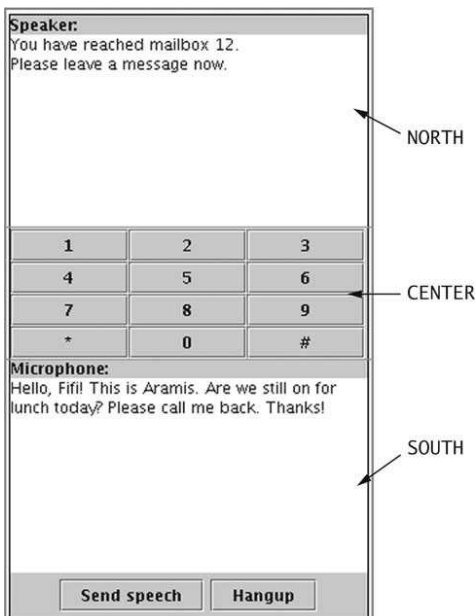 Speaker:
You have reached mailbox 12.
Please leave a message now.
NORTH
1 2 3
4 5 6
7 8 9
* 0 #
CENTER
Microphone:
Hello, Fifi! This is Aramis. Are we still on for
lunch today? Please call me back. Thanks!
SOUTH
Send speech Hangup